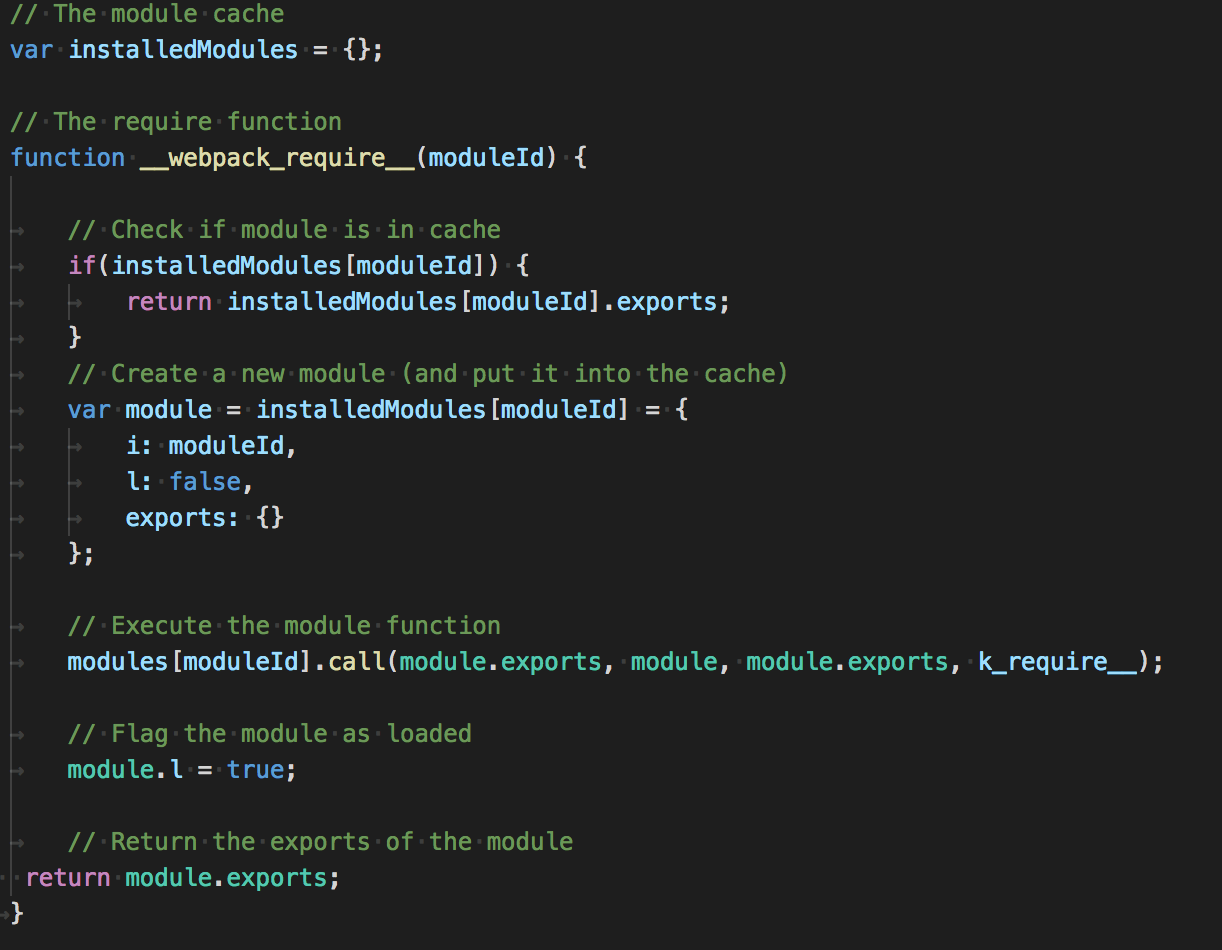 // The module cache
var installedModules = {};

// The require function
function __webpack_require__(moduleId) {

    // Check if module is in cache
    if(installedModules[moduleId]) {
        return installedModules[moduleId].exports;
    }
    // Create a new module (and put it into the cache)
    var module = installedModules[moduleId] = {
        i: moduleId,
        l: false,
        exports: {}
    };

    // Execute the module function
    modules[moduleId].call(module.exports, module, module.exports, k_require__);

    // Flag the module as loaded
    module.l = true;

    // Return the exports of the module
 return module.exports;
}